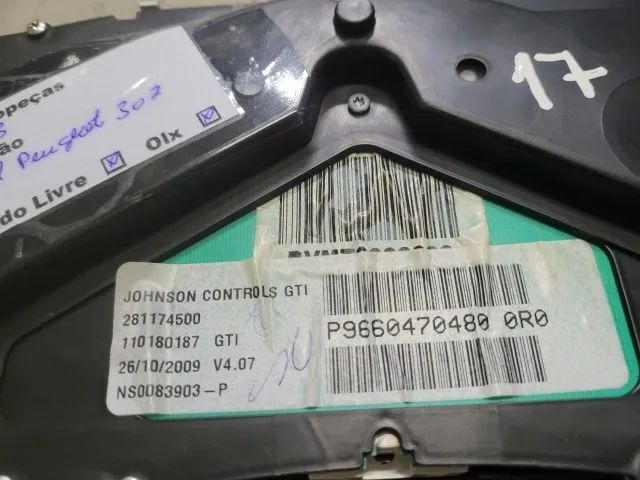 opeças
ão
Peugeot 307
do Livre
Olx
17
JOHNSON CONTROLS GTI
281174500
110180187 GTI
26/10/2009 V4.07
NS0083903-P
P9660470480 0R0